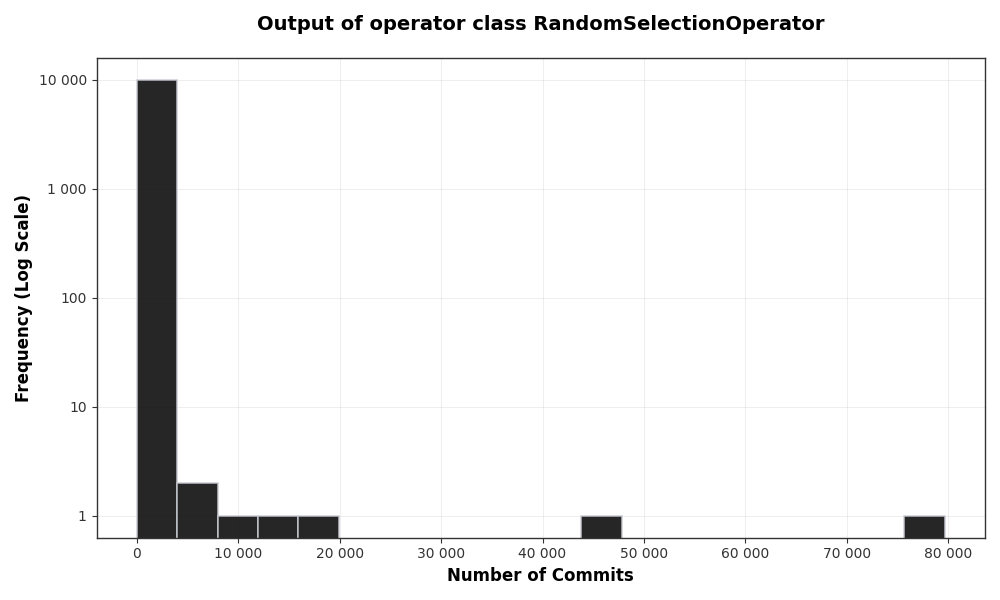 Output of operator class RandomSelectionOperator
Frequency (Log Scale)
10 000
1 000
100
10
1
0 10 000 20 000 30 000 40 000 50 000 60 000 70 000 80 000
Number of Commits